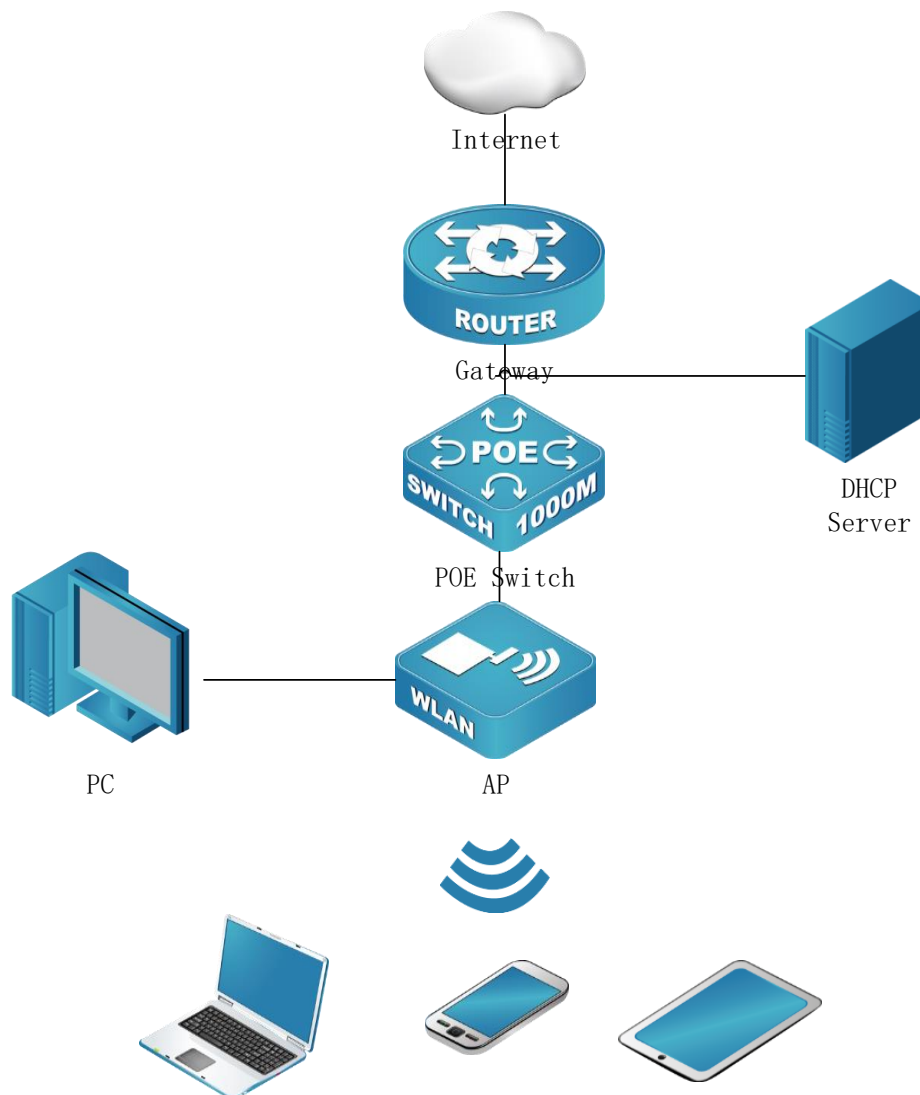 Internet
ROUTER
Gateway
POE
SWITCH 1000M
DHCP
Server
POE Switch
WLAN
PC
AP